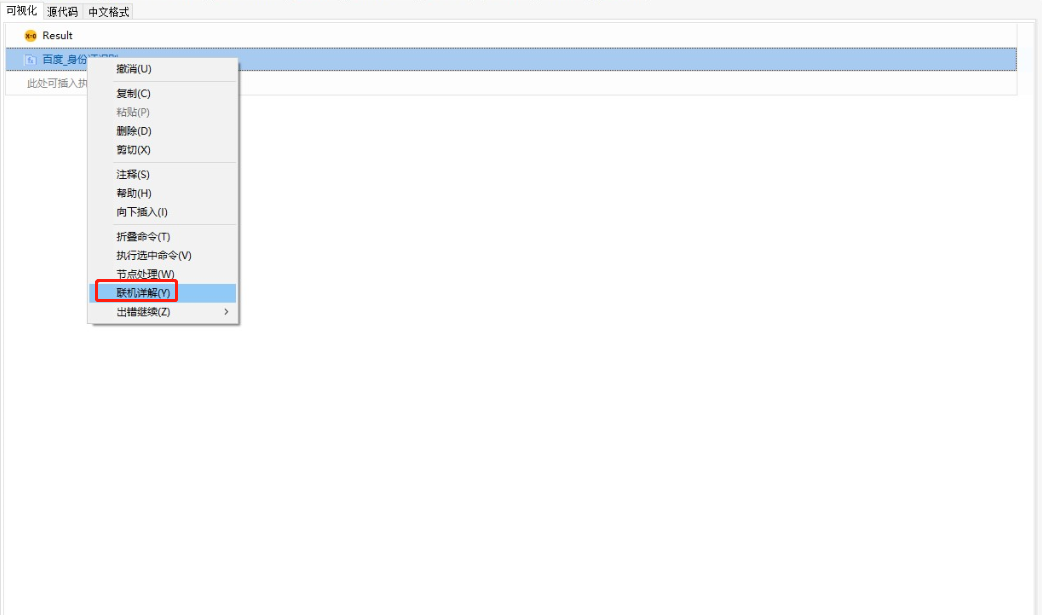 可视化 源代码 中文格式
Result
百度_身份
此处可插入执
撤消(U)
复制(C)
粘贴(P)
删除(D)
剪切(X)
注释(S)
帮助(H)
向下插入(I)
折叠命令(T)
执行选中命令(V)
节点处理(W)
联机详解(Y)
出错继续(Z)